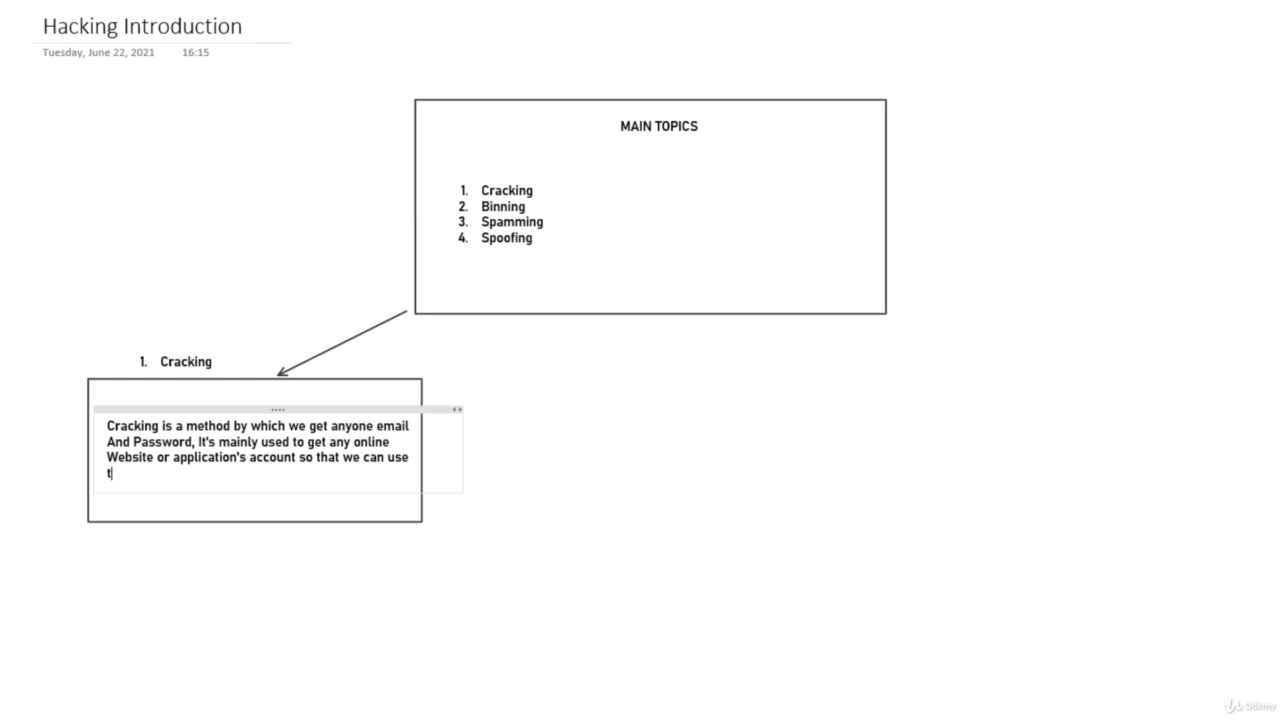 Hacking Introduction
Tuesday, June 22, 2021 16:15
MAIN TOPICS
1. Cracking
2. Binning
3. Spamming
4. Spoofing
1. Cracking
Cracking is a method by which we get anyone email
And Password, It's mainly used to get any online
Website or application's account so that we can use
t
Udemy